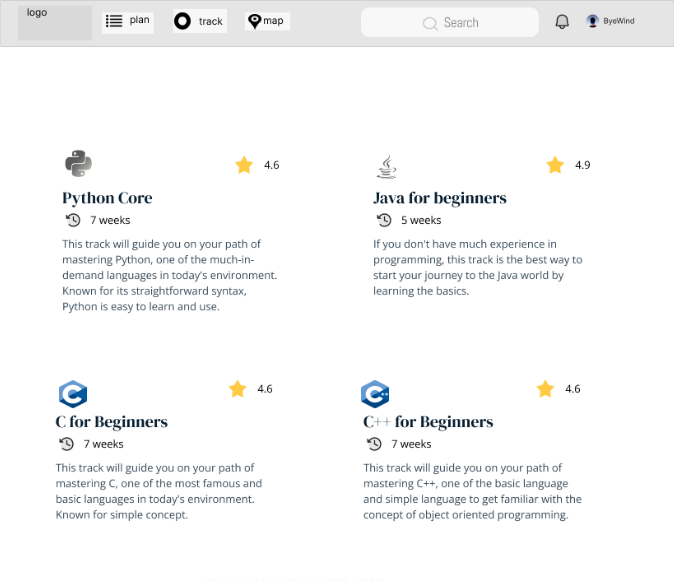 logo
plan
track
map
Search
ByeWind
4.6
Python Core
7 weeks
This track will guide you on your path of
mastering Python, one of the much-in-
demand languages in today's environment.
Known for its straightforward syntax,
Python is easy to learn and use.
4.9
Java for beginners
5 weeks
If you don't have much experience in
programming, this track is the best way to
start your journey to the Java world by
learning the basics.
4.6
C for Beginners
7 weeks
This track will guide you on your path of
mastering C, one of the most famous and
basic languages in today's environment.
Known for simple concept.
4.6
C++ for Beginners
7 weeks
This track will guide you on your path of
mastering C++, one of the basic language
and simple language to get familiar with the
concept of object oriented programming.